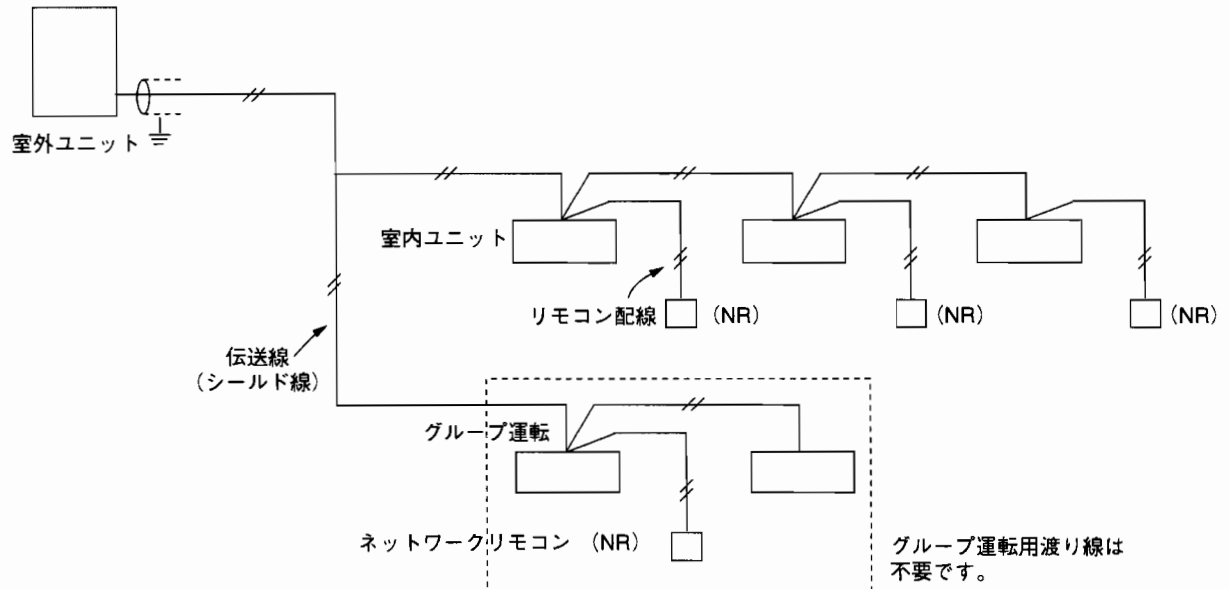 室外ユニット
室内ユニット
リモコン配線
(NR)
(NR)
(NR)
伝送線
(シールド線)
グループ運転
ネットワークリモコン (NR)
グループ運転用渡り線は
不要です。